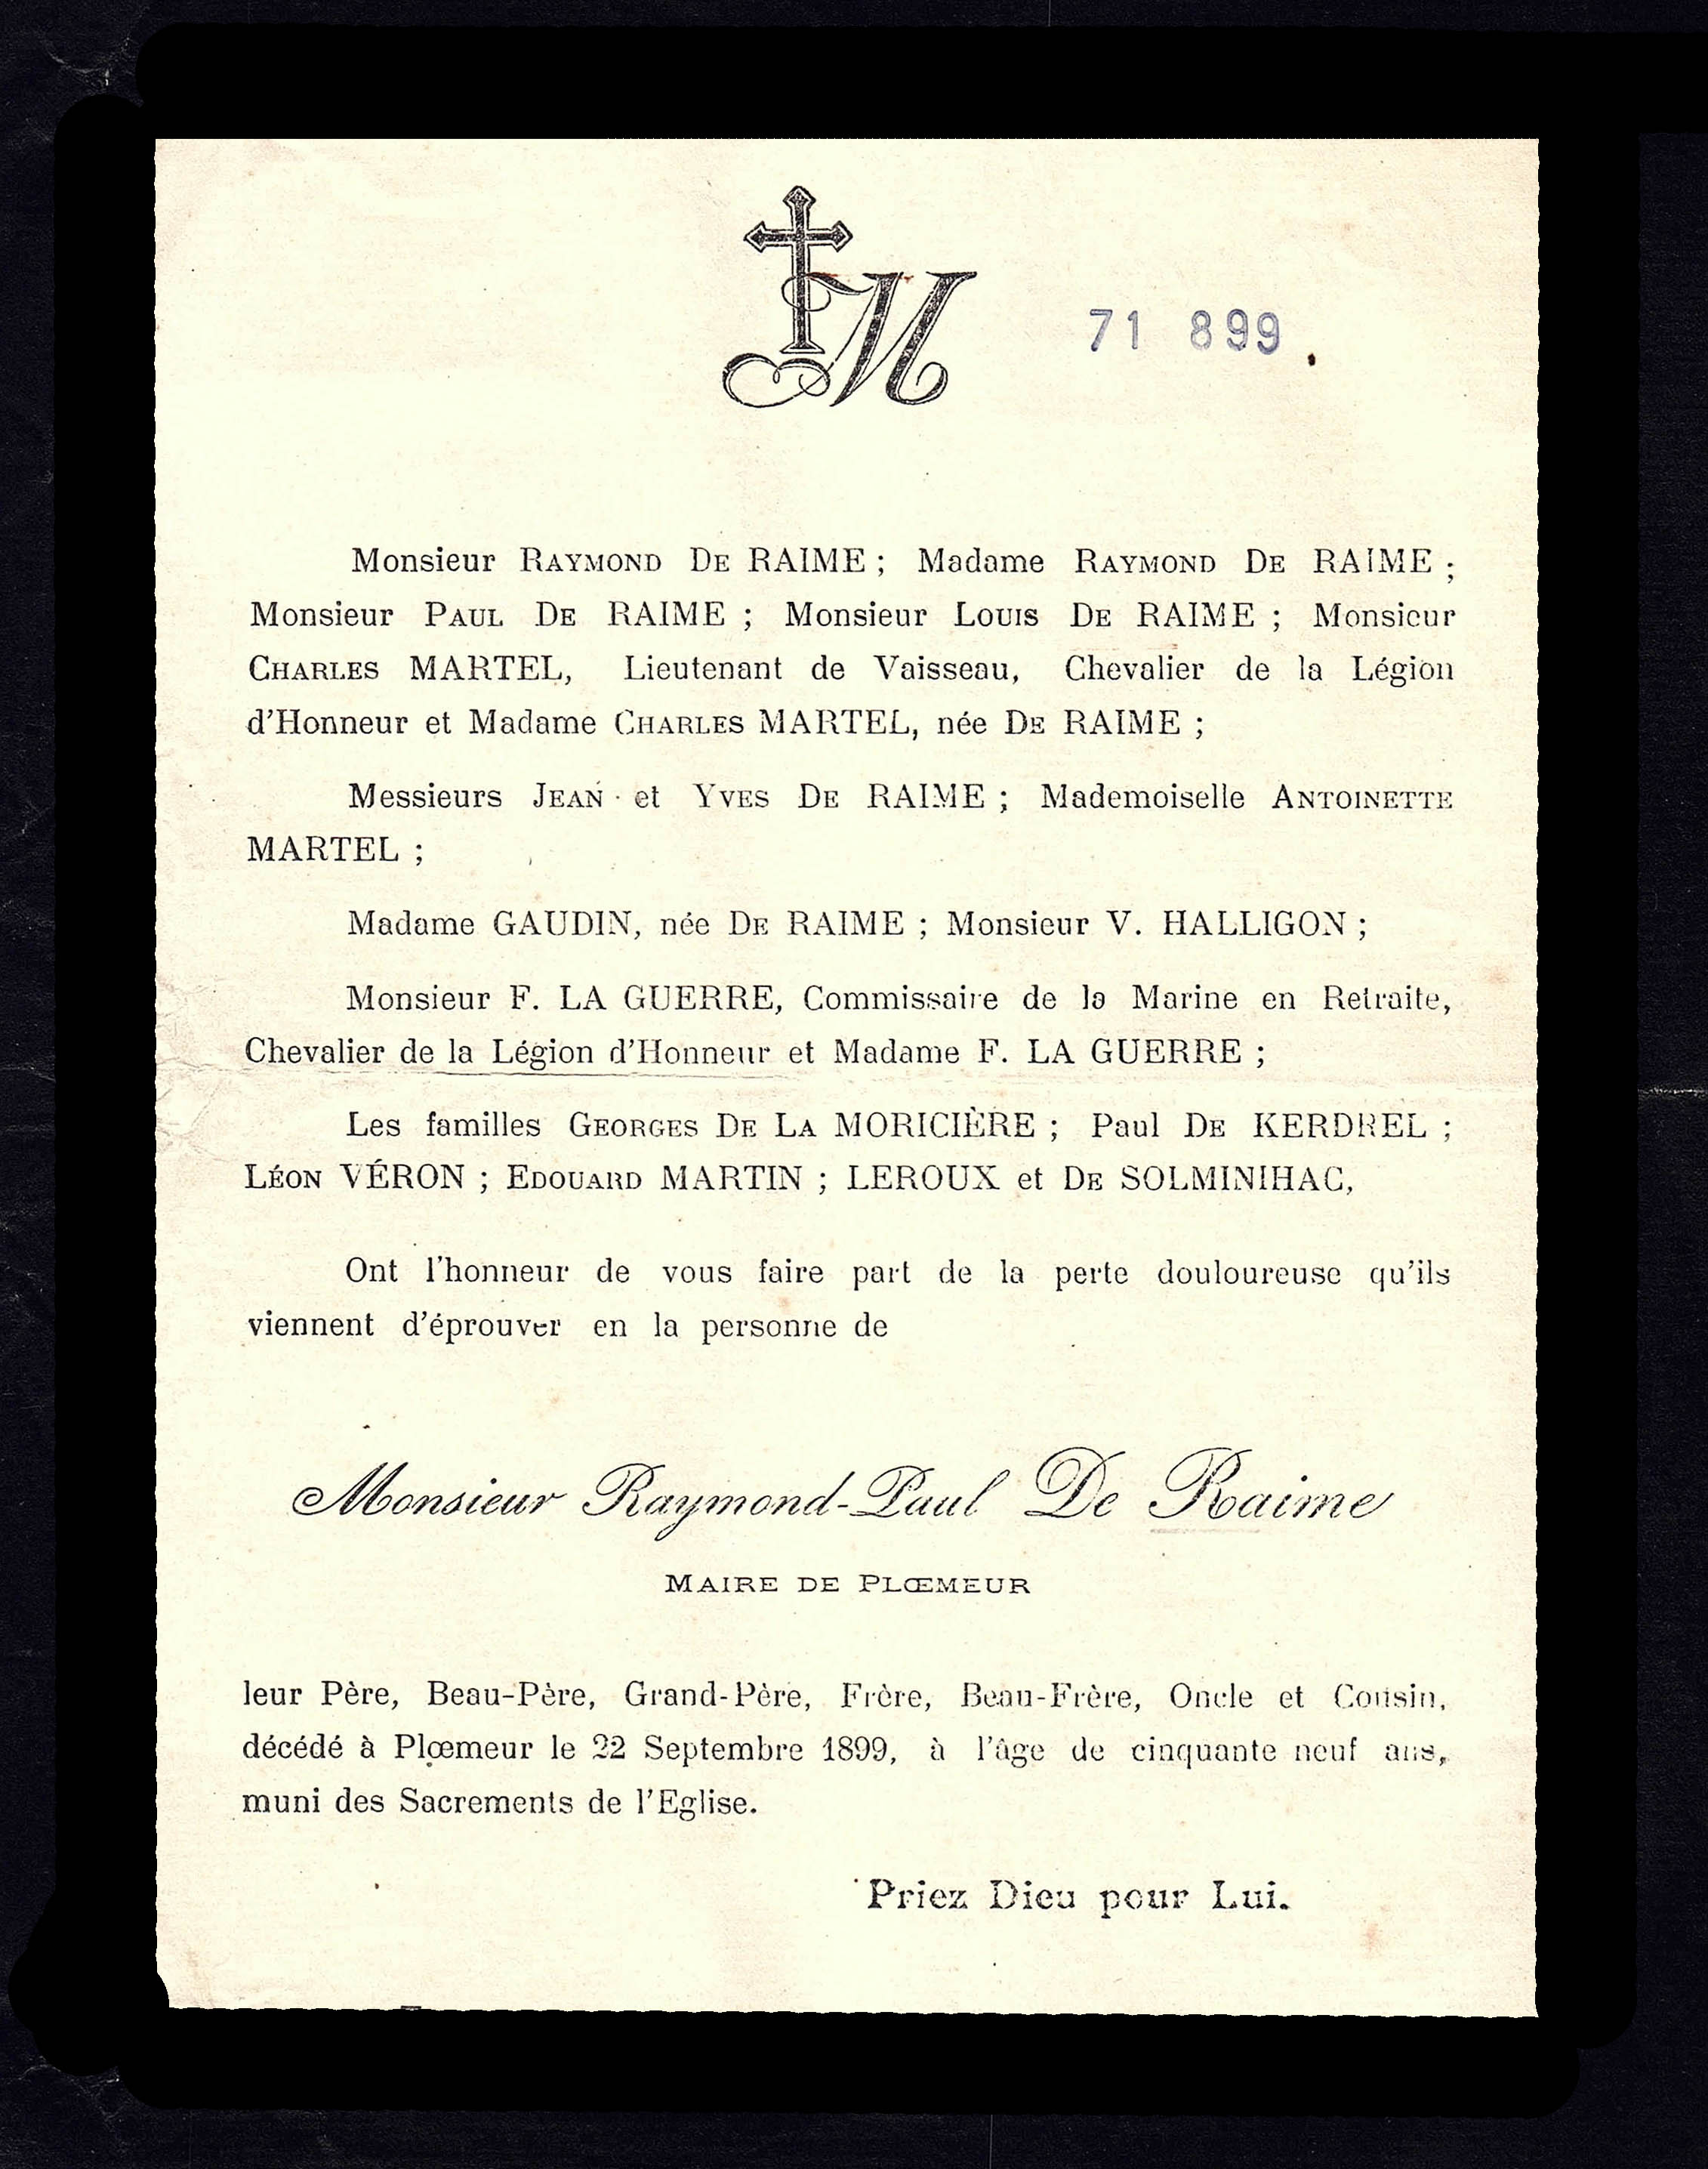 M
71 899
Monsieur RAYMOND DE RAIME ; Madame RAYMOND DE RAIME ;
Monsieur PAUL DE RAIME ; Monsieur LOUIS DE RAIME ; Monsieur
CHARLES MARTEL, Lieutenant de Vaisseau, Chevalier de la Légion
d'Honneur et Madame CHARLES MARTEL, née DE RAIME ;
Messieurs JEAN et YVES DE RAIME ; Mademoiselle ANTOINETTE
MARTEL ;
Madame GAUDIN, née DE RAIME ; Monsieur V. HALLIGON ;
Monsieur F. LA GUERRE, Commissaire de la Marine en Retraite,
Chevalier de la Légion d'Honneur et Madame F. LA GUERRE ;
Les familles GEORGES DE LA MORICIÈRE ; Paul DE KERDREL ;
LÉON VÉRON ; EDOUARD MARTIN ; LEROUX et DE SOLMINIHAC,
Ont l'honneur de vous faire part de la perte douloureuse qu'ils
viennent d'éprouver en la personne de
Monsieur Raymond-Paul De Raime
MAIRE DE PLŒMEUR
leur Père, Beau-Père, Grand-Père, Frère, Beau-Frère, Oncle et Cousin,
décédé à Plœmeur le 22 Septembre 1899, à l'âge de cinquante neuf ans,
muni des Sacrements de l'Eglise.
Priez Dieu pour Lui.